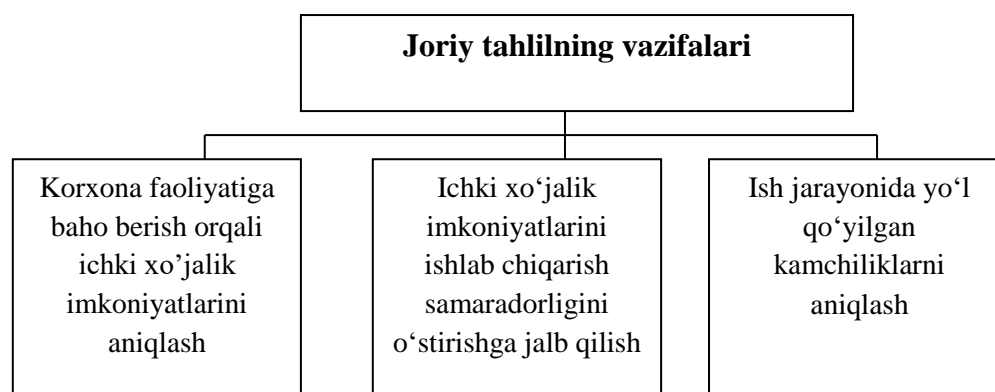 Joriy tahlilning vazifalari
Korxona faoliyatiga
baho berish orqali
ichki xo’jalik
imkoniyatlarini
aniqlash
Ichki xo‘jalik
imkoniyatlarini
ishlab chiqarish
samaradorligini
o‘stirishga jalb qilish
Ish jarayonida yo‘l
qo‘yilgan
kamchiliklarni
aniqlash